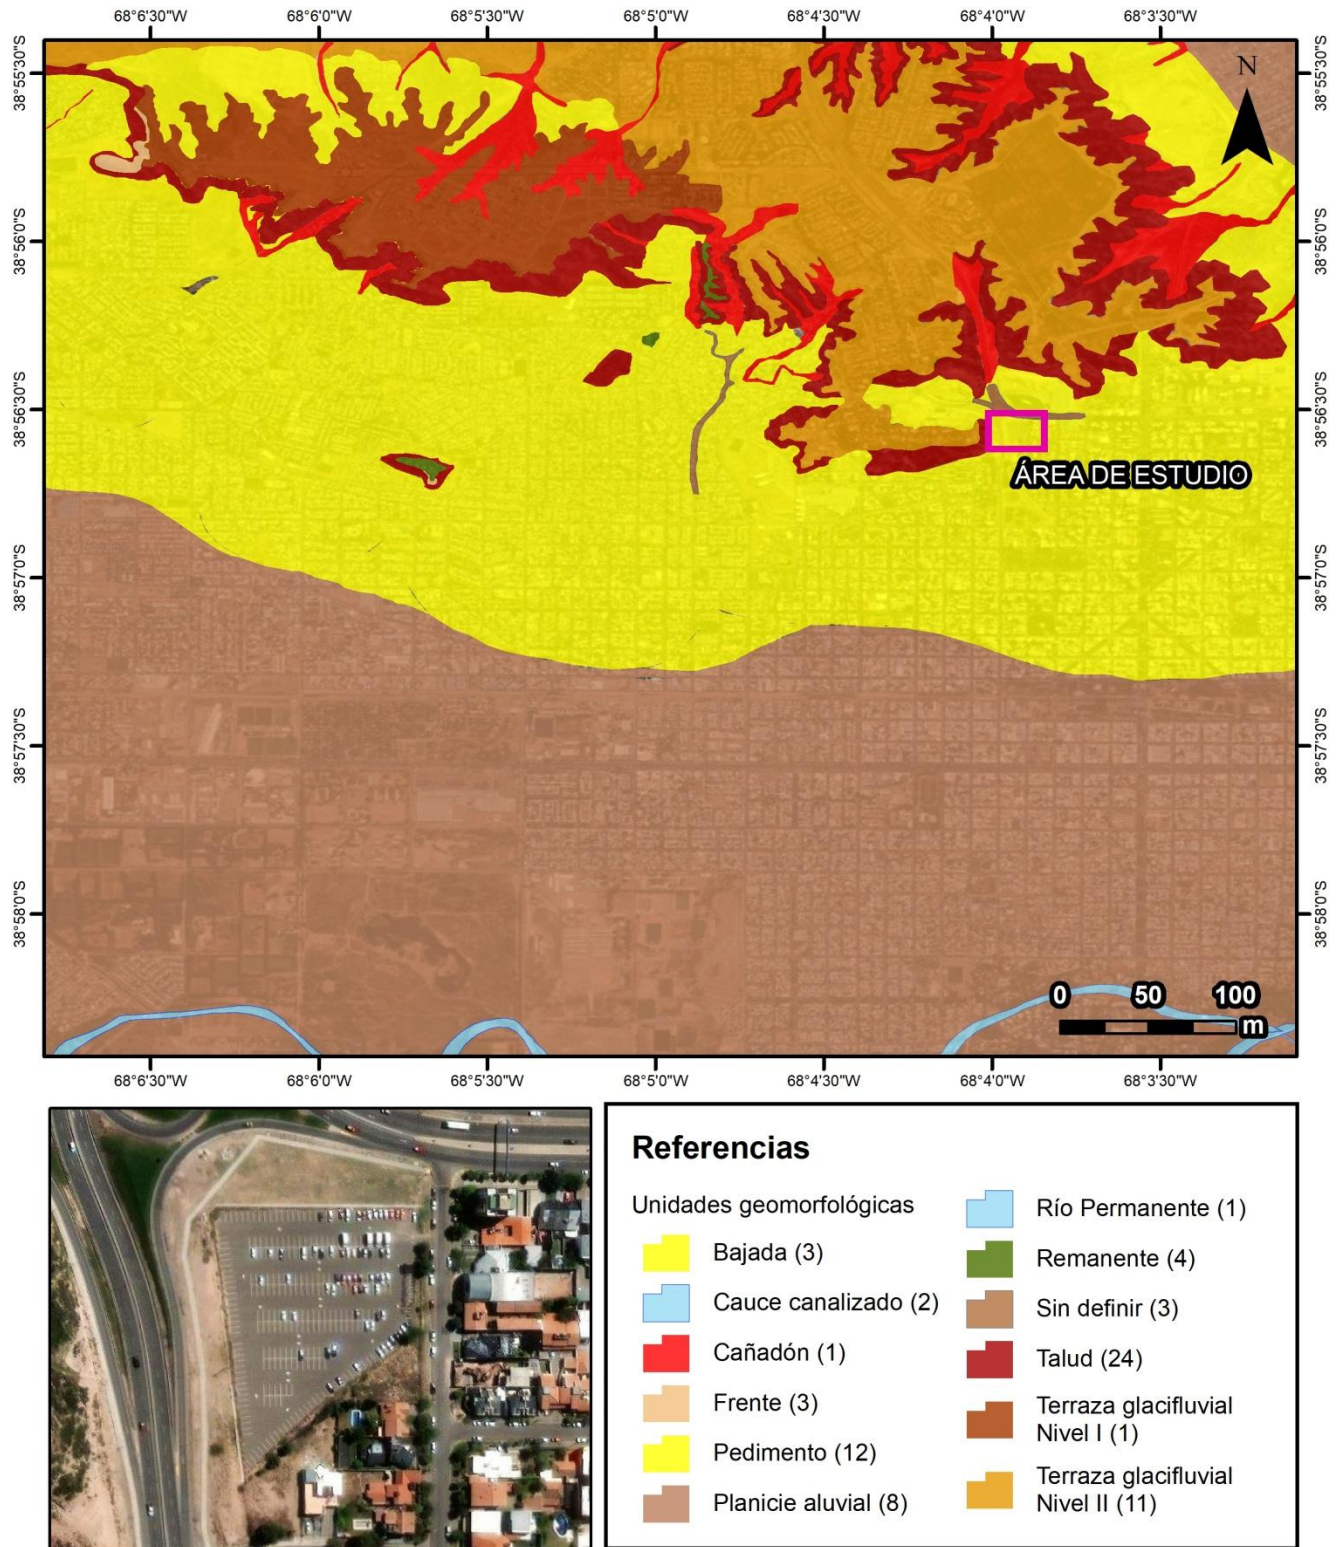 68°6'30"W 68°6'0"W 68°5'30"W 68°5'0"W 68°4'30"W 68°4'0"W 68°3'30"W
38°55'30"S 38°55'30"S
N
38°56'0"S 38°56'0"S
38°56'30"S 38°56'30"S
ÁREA DE ESTUDIO
38°57'0"S 38°57'0"S
38°57'30"S 38°57'30"S
38°58'0"S 38°58'0"S
0 50 100
m
68°6'30"W 68°6'0"W 68°5'30"W 68°5'0"W 68°4'30"W 68°4'0"W 68°3'30"W
Referencias
Unidades geomorfológicas
Bajada (3)
Cauce canalizado (2)
Cañadón (1)
Frente (3)
Pedimento (12)
Planicie aluvial (8)
Río Permanente (1)
Remanente (4)
Sin definir (3)
Talud (24)
Terraza glacifluvial
Nivel I (1)
Terraza glacifluvial
Nivel II (11)